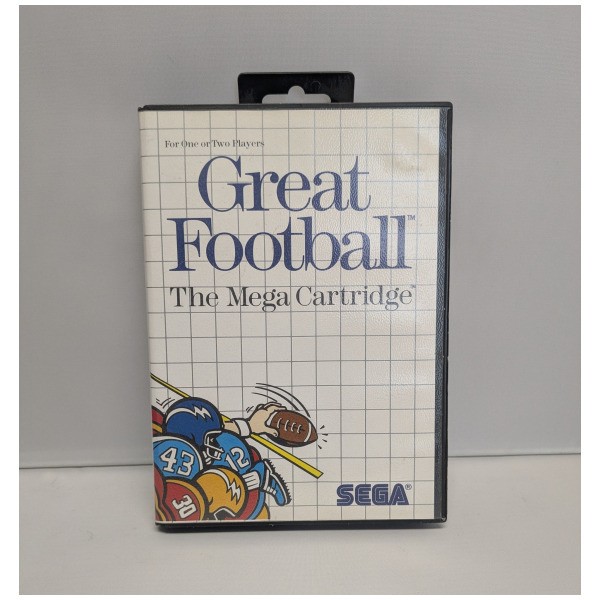 For One or Two Players
Great
Football™
The Mega Cartridge™
43
12
30
SEGA®